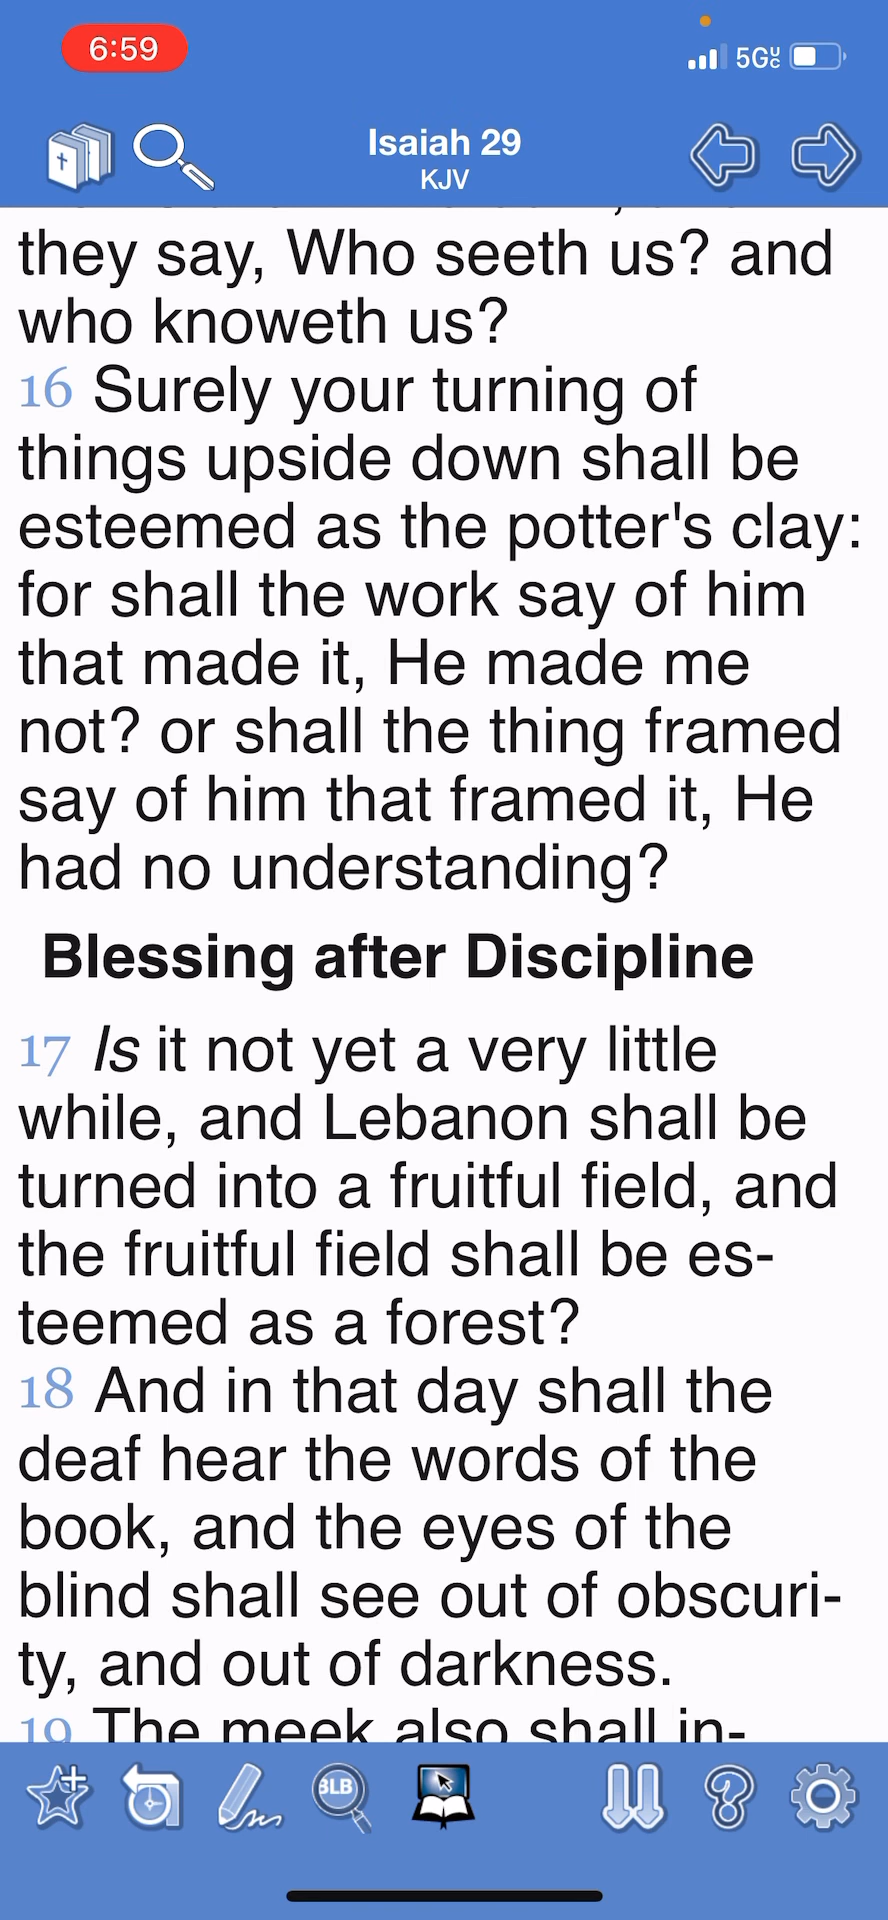 6:59
5GUC
Isaiah 29
KJV
they say, Who seeth us? and
who knoweth us?
16 Surely your turning of
things upside down shall be
esteemed as the potter's clay:
for shall the work say of him
that made it, He made me
not? or shall the thing framed
say of him that framed it, He
had no understanding?
Blessing after Discipline
17 Is it not yet a very little
while, and Lebanon shall be
turned into a fruitful field, and
the fruitful field shall be es-
teemed as a forest?
18 And in that day shall the
deaf hear the words of the
book, and the eyes of the
blind shall see out of obscuri-
ty, and out of darkness.
19 The meek also shall in-
BLB